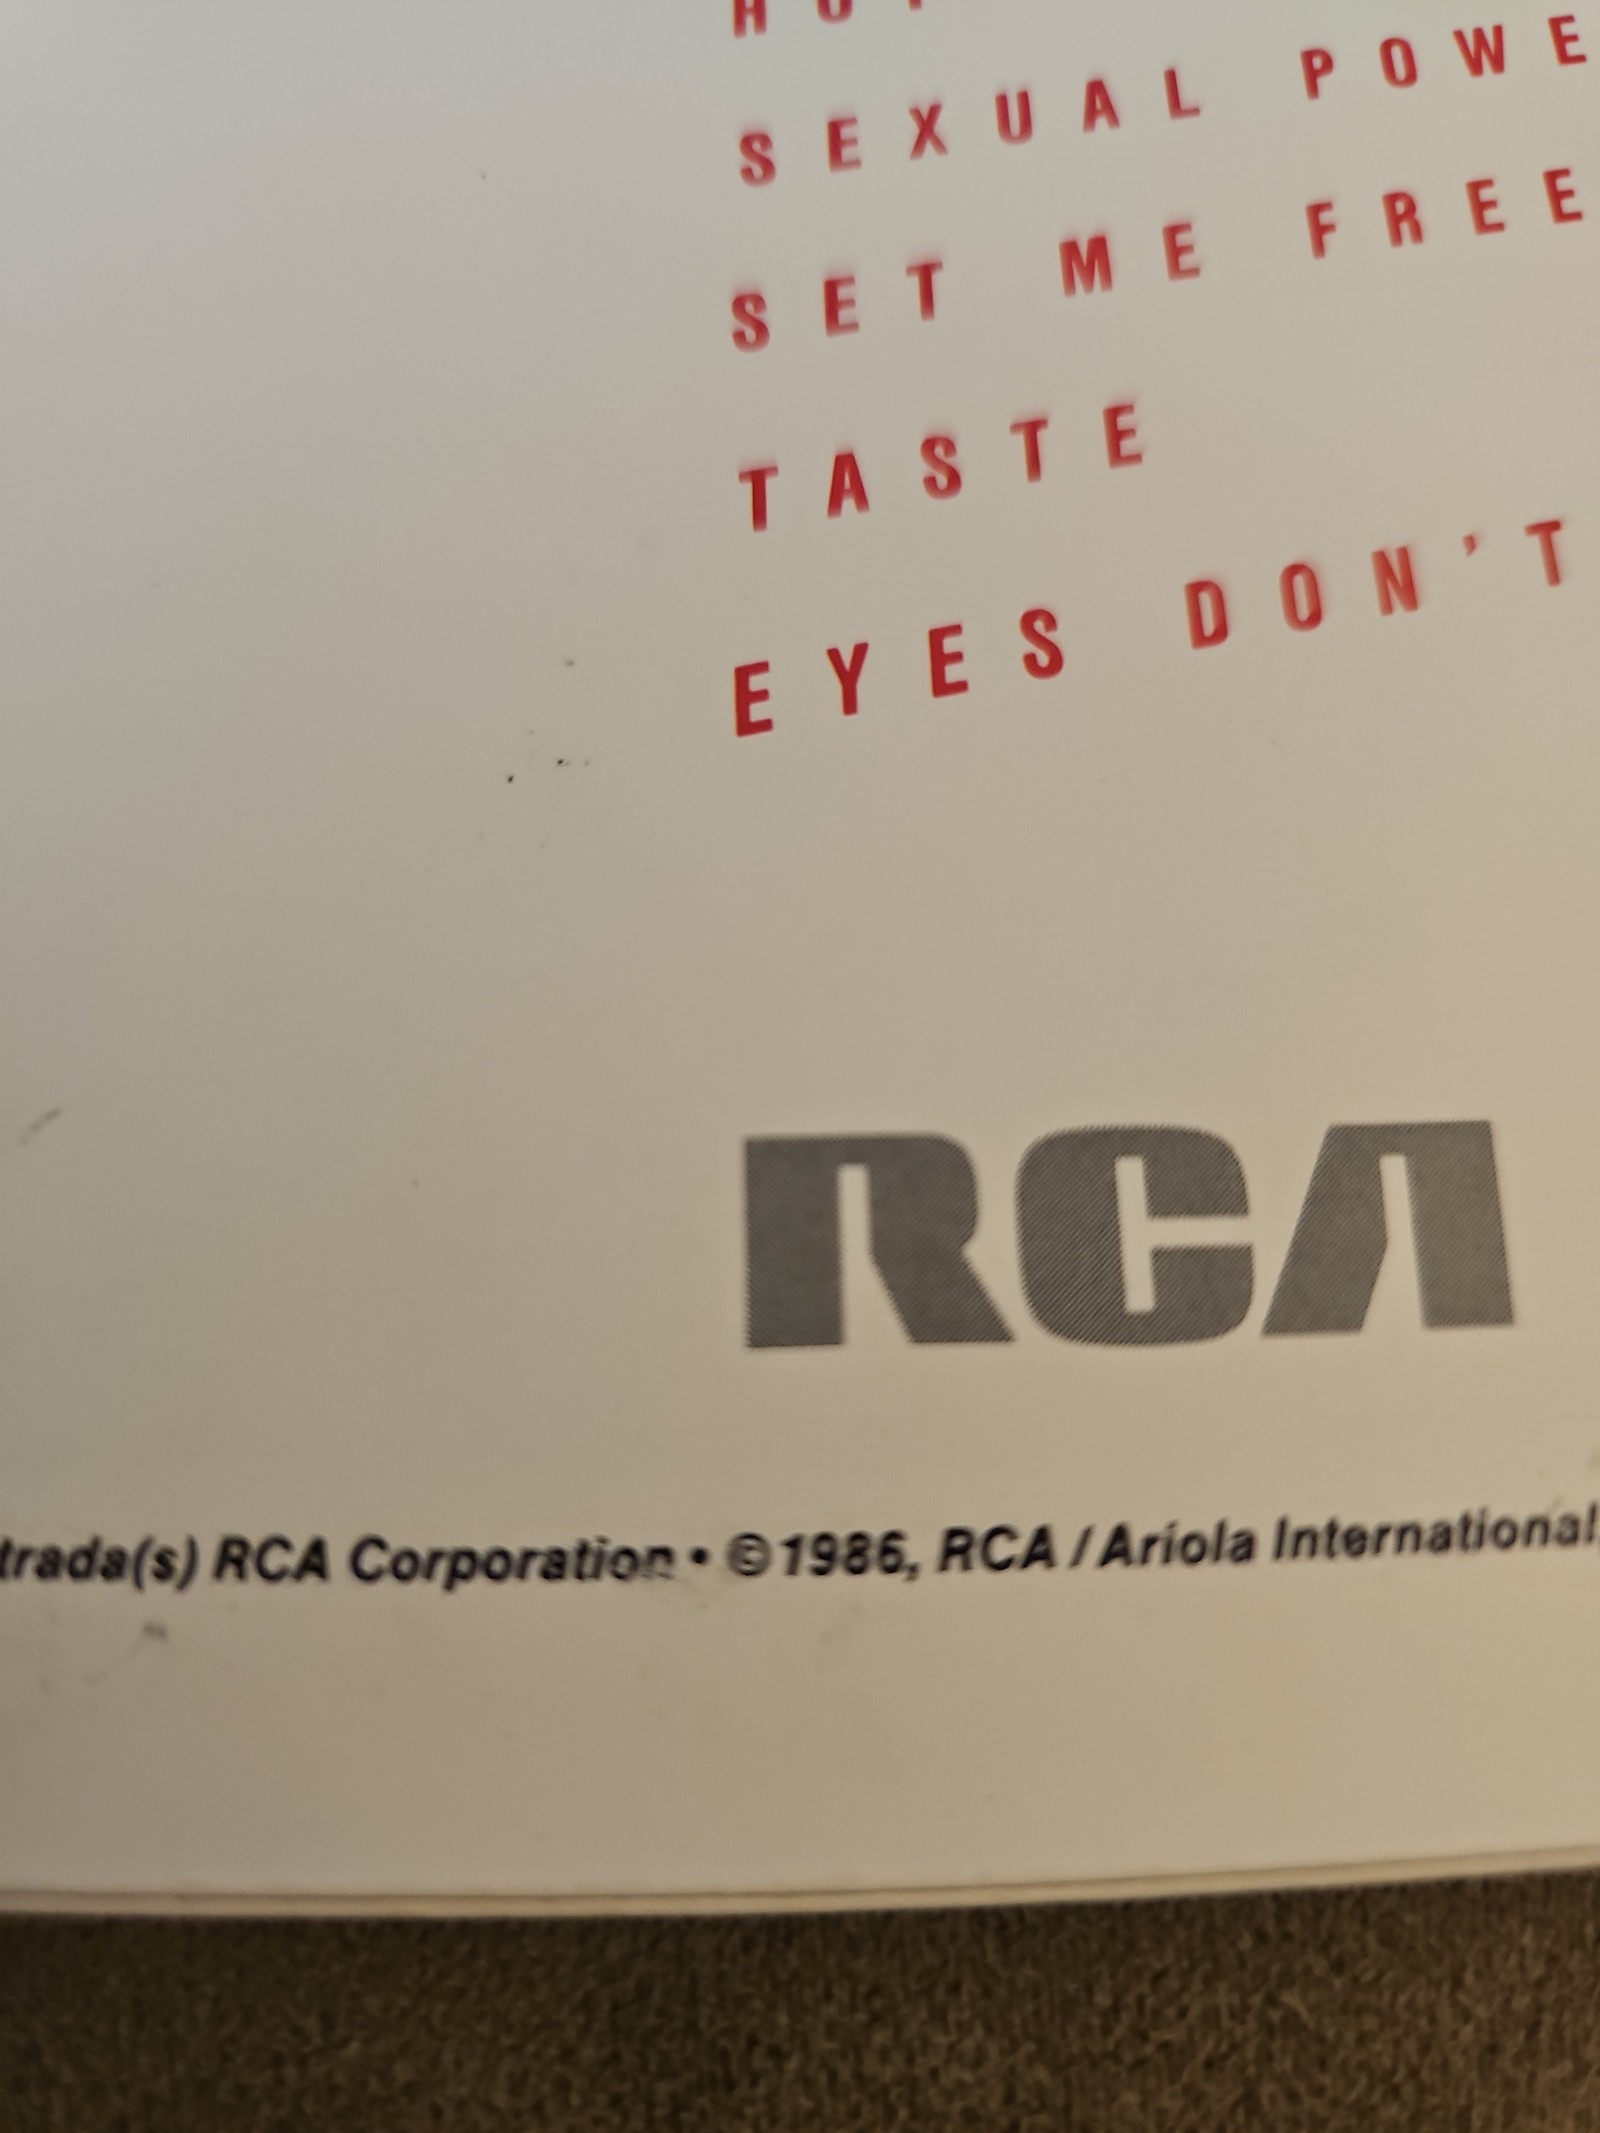 SEXUAL POWE
SET ME FREE
TASTE
EYES DON'T
RCA
trada(s) RCA Corporation • ©1986, RCA / Ariola International,